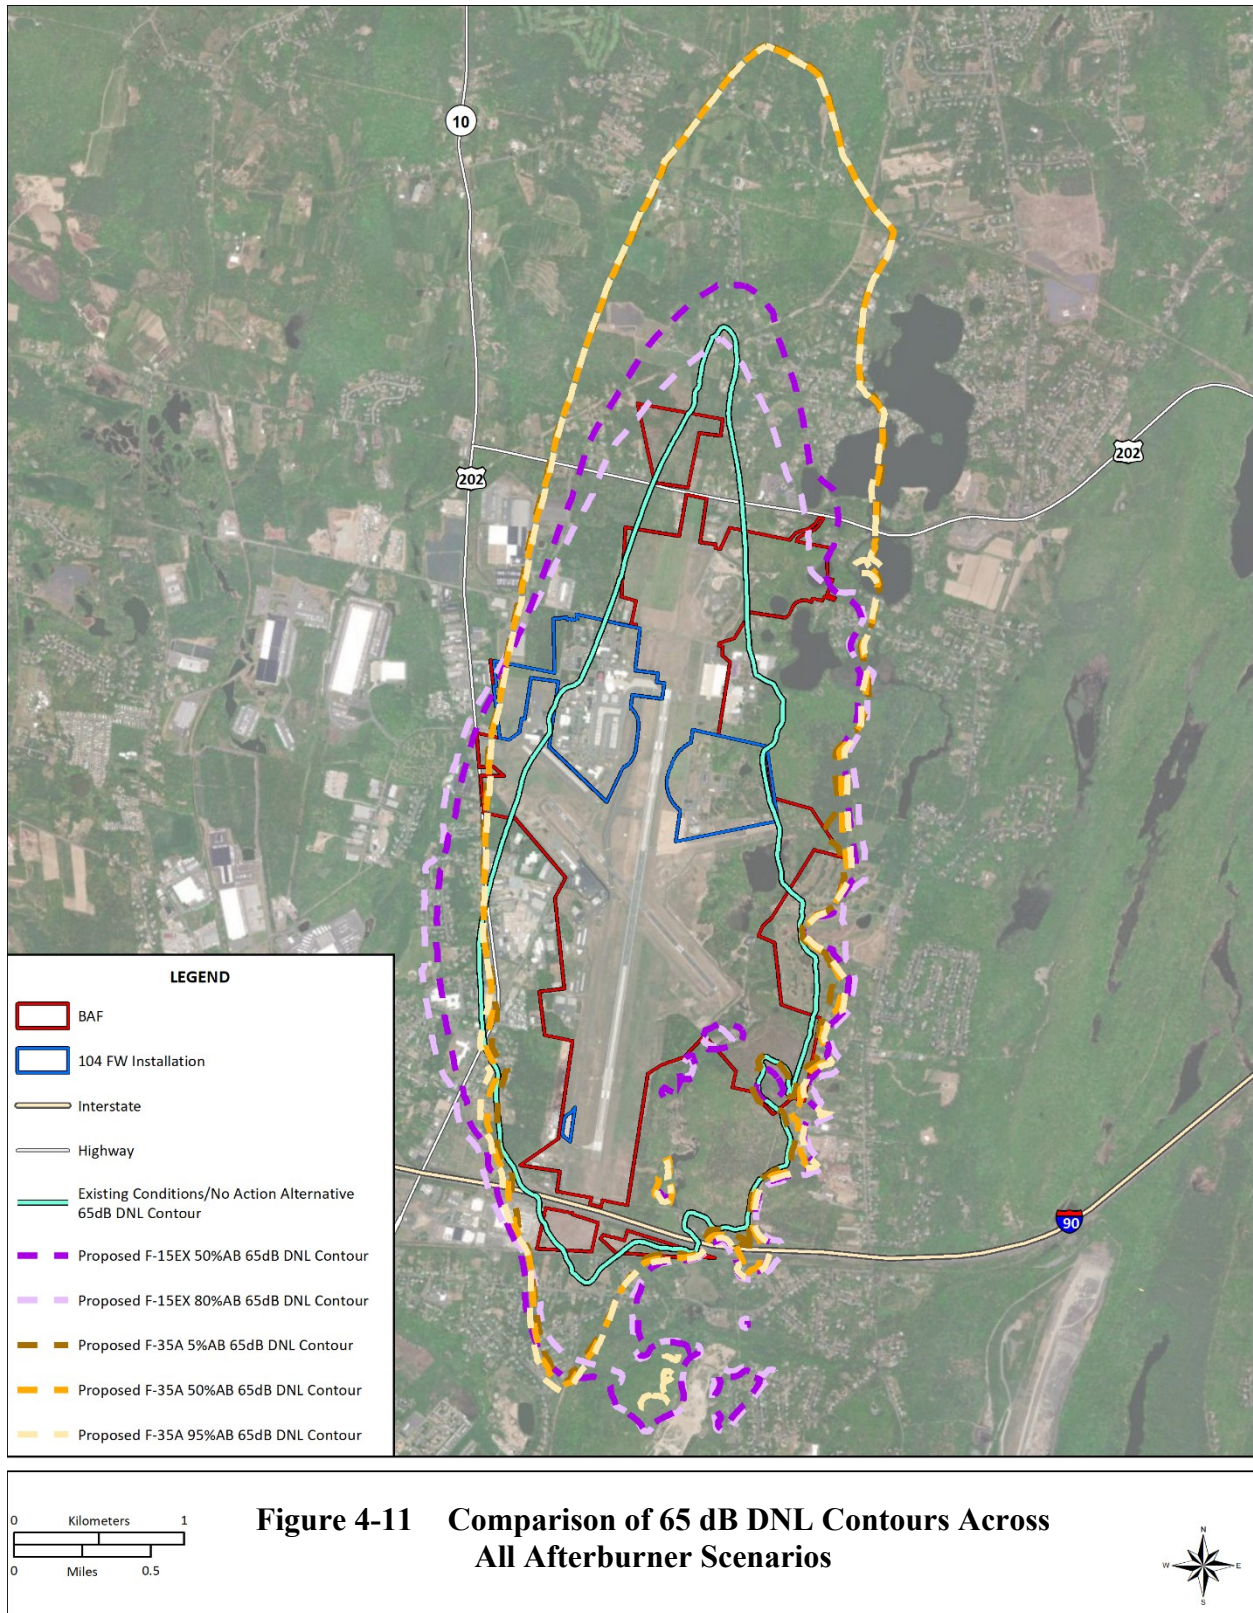 10
202
202
90
LEGEND
BAF
104 FW Installation
Interstate
Highway
Existing Conditions/No Action Alternative
65dB DNL Contour
Proposed F-15EX 50%AB 65dB DNL Contour
Proposed F-15EX 80%AB 65dB DNL Contour
Proposed F-35A 5%AB 65dB DNL Contour
Proposed F-35A 50%AB 65dB DNL Contour
Proposed F-35A 95%AB 65dB DNL Contour
0 Kilometers 1
0 Miles 0.5
Figure 4-11 Comparison of 65 dB DNL Contours Across
All Afterburner Scenarios
N
W E
S